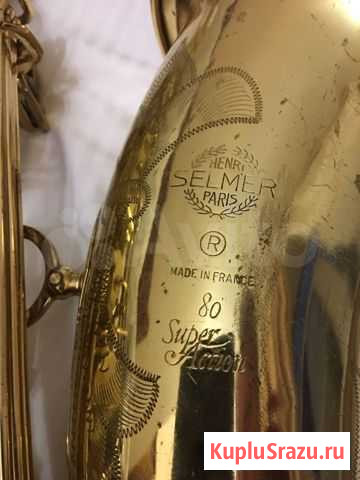 HENRI
SELMER
PARIS
®
MADE IN FRANCE
80
Super
Action
KupluSrazu.ru